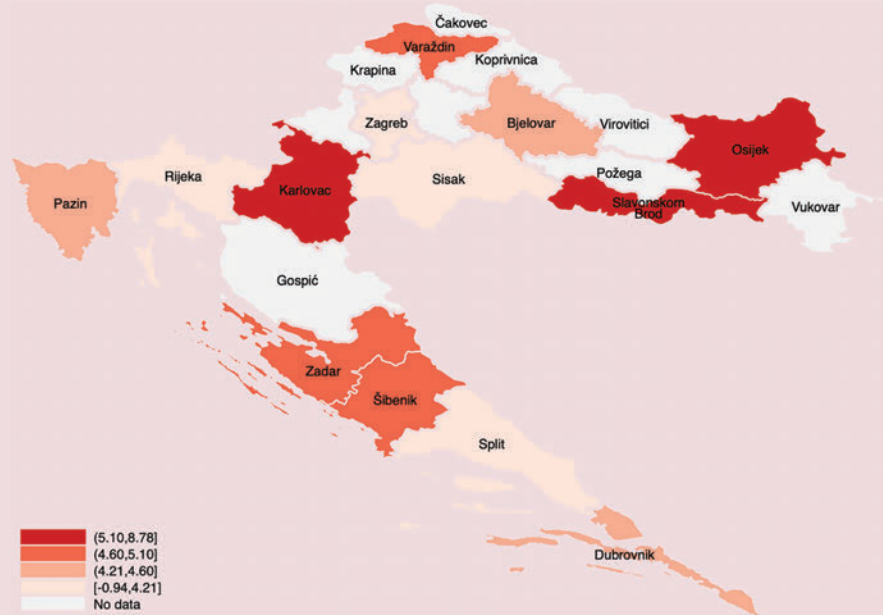 Čakovec
Varaždin
Koprivnica
Krapina
Zagreb
Bjelovar
Virovitici
Osijek
Požega
Sisak
Rijeka
Karlovac
Pazin
Slavonskom
Brod
Vukovar
Gospić
Zadar
Šibenik
Split
Dubrovnik
(5.10,8.78]
(4.60,5.10]
(4.21,4.60]
[-0.94,4.21]
No data